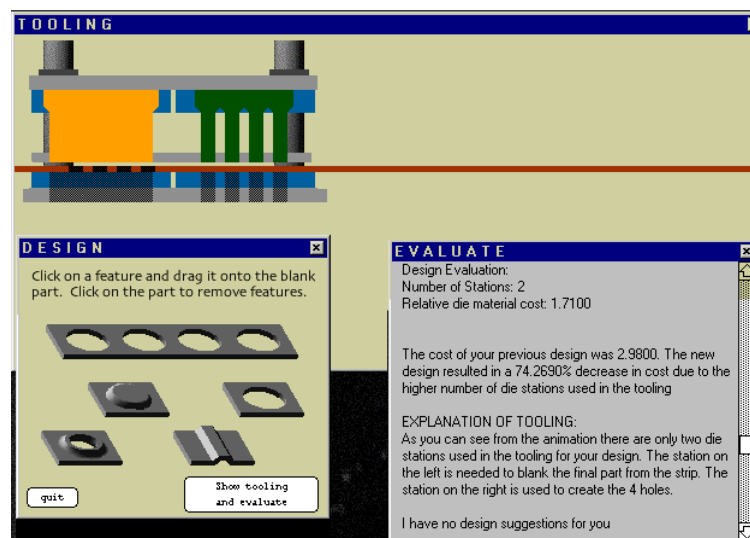 TOOLING
DESIGN
Click on a feature and drag it onto the blank
part. Click on the part to remove features.
quit
Show tooling
and evaluate
EVALUATE
Design Evaluation:
Number of Stations: 2
Relative die material cost: 1.7100
The cost of your previous design was 2.9800. The new
design resulted in a 74.2690% decrease in cost due to the
higher number of die stations used in the tooling
EXPLANATION OF TOOLING:
As you can see from the animation there are only two die
stations used in the tooling for your design. The station on
the left is needed to blank the final part from the strip. The
station on the right is used to create the 4 holes.
I have no design suggestions for you